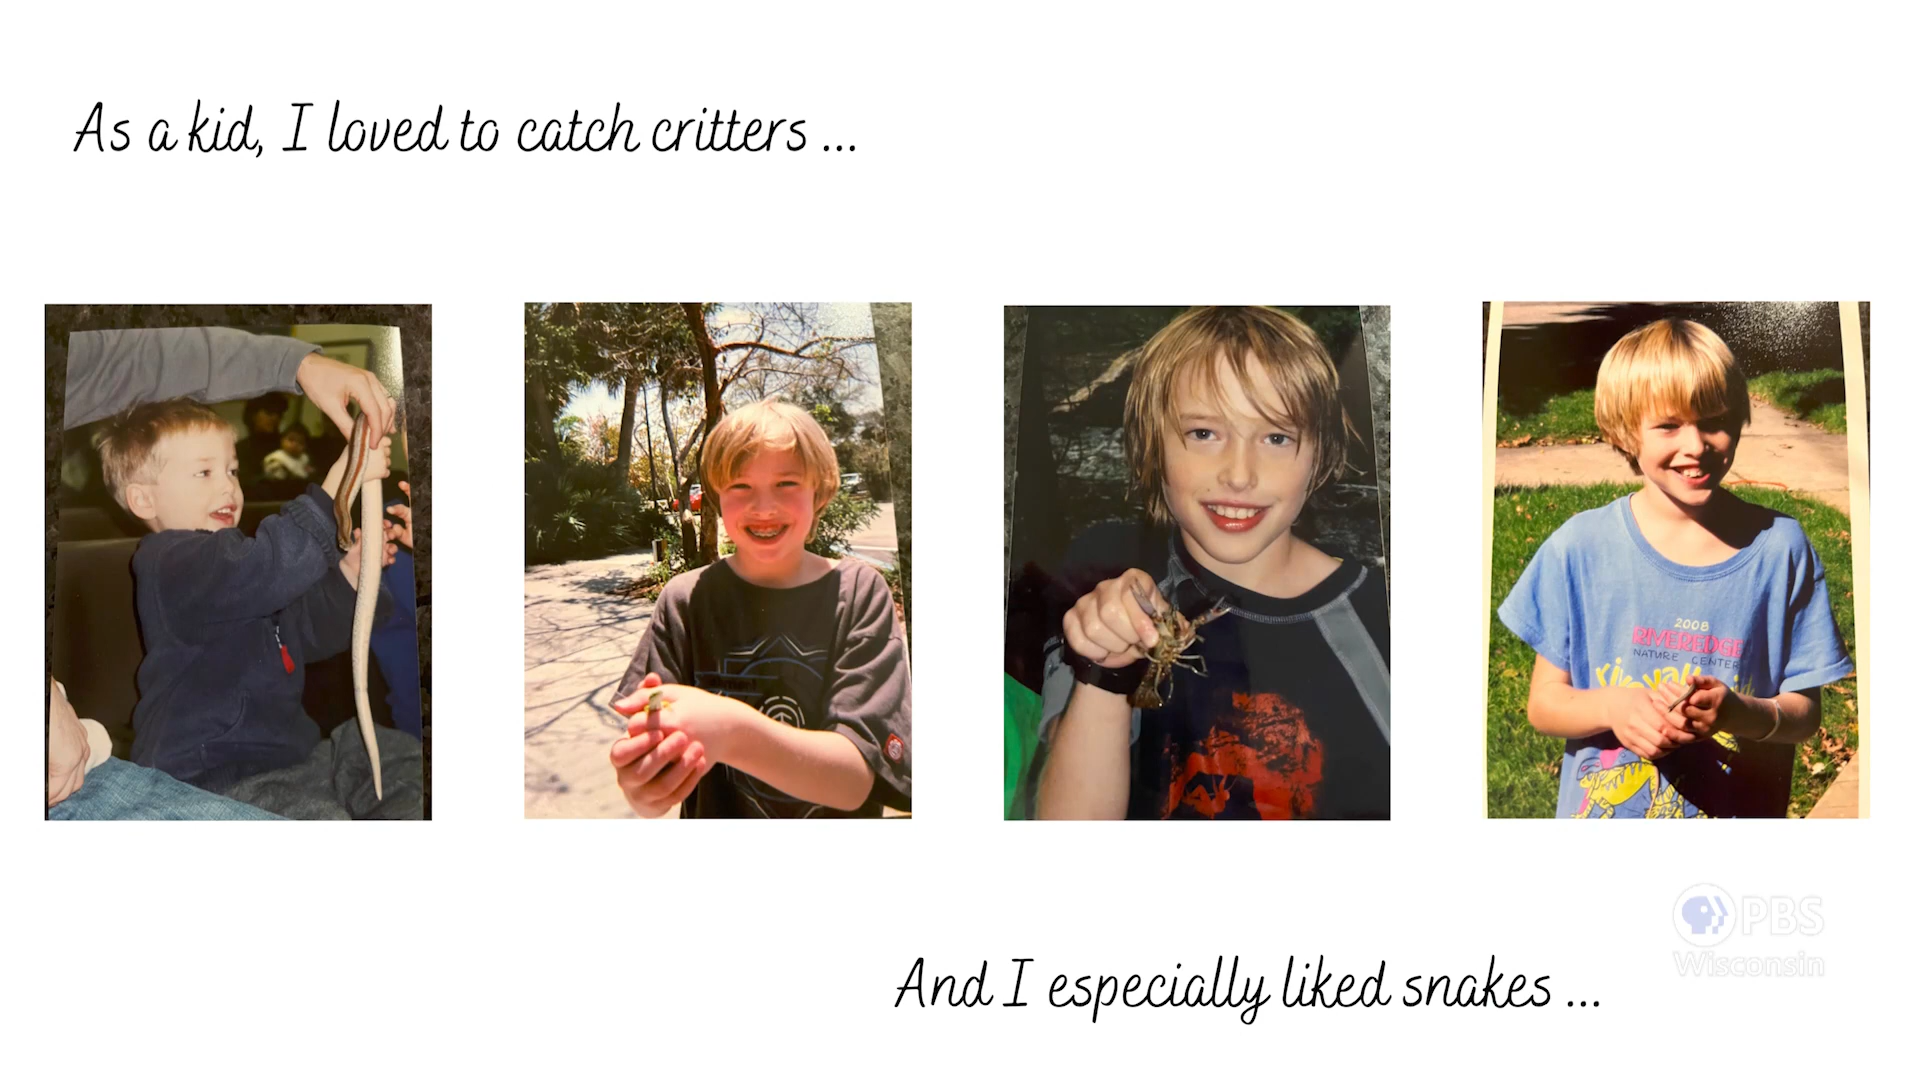 As a kid, I loved to catch critters ...
2008
RIVEREDGE
NATURE CENTER
PBS
Wisconsin
And I especially liked snakes ...